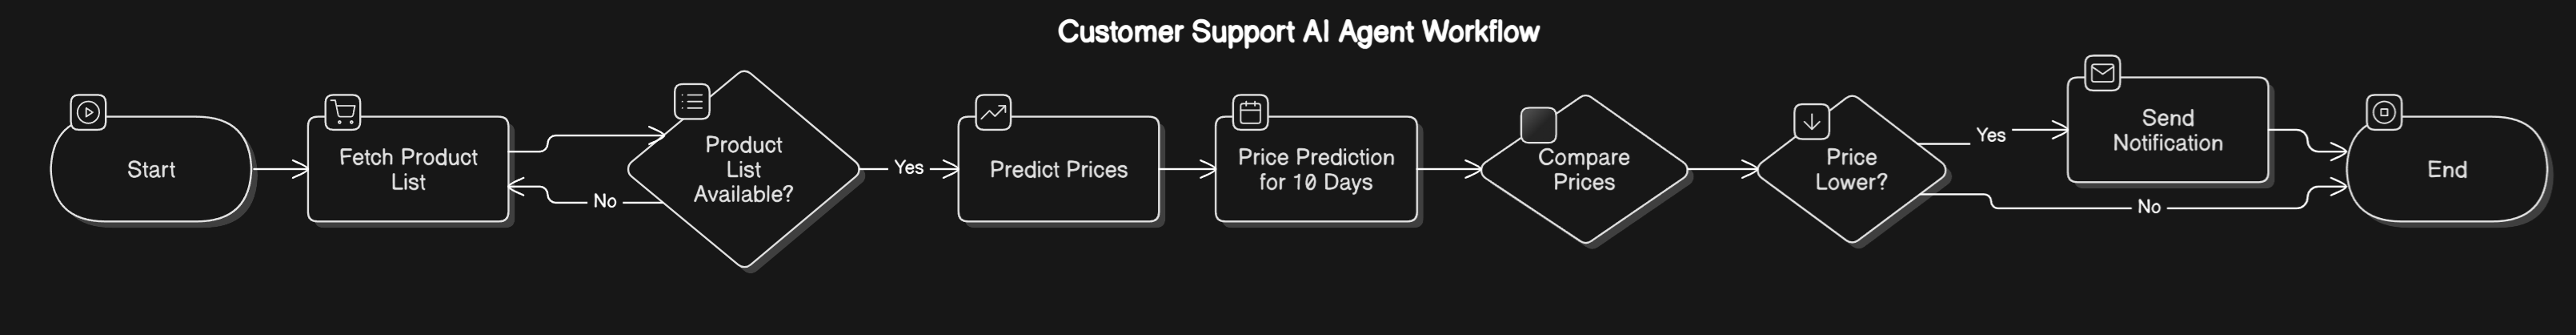 Customer Support AI Agent Workflow
Start
Fetch Product
List
No
Product
List
Available?
Yes
Predict Prices
Price Prediction
for 10 Days
Compare
Prices
Price
Lower?
Yes
No
Send
Notification
End